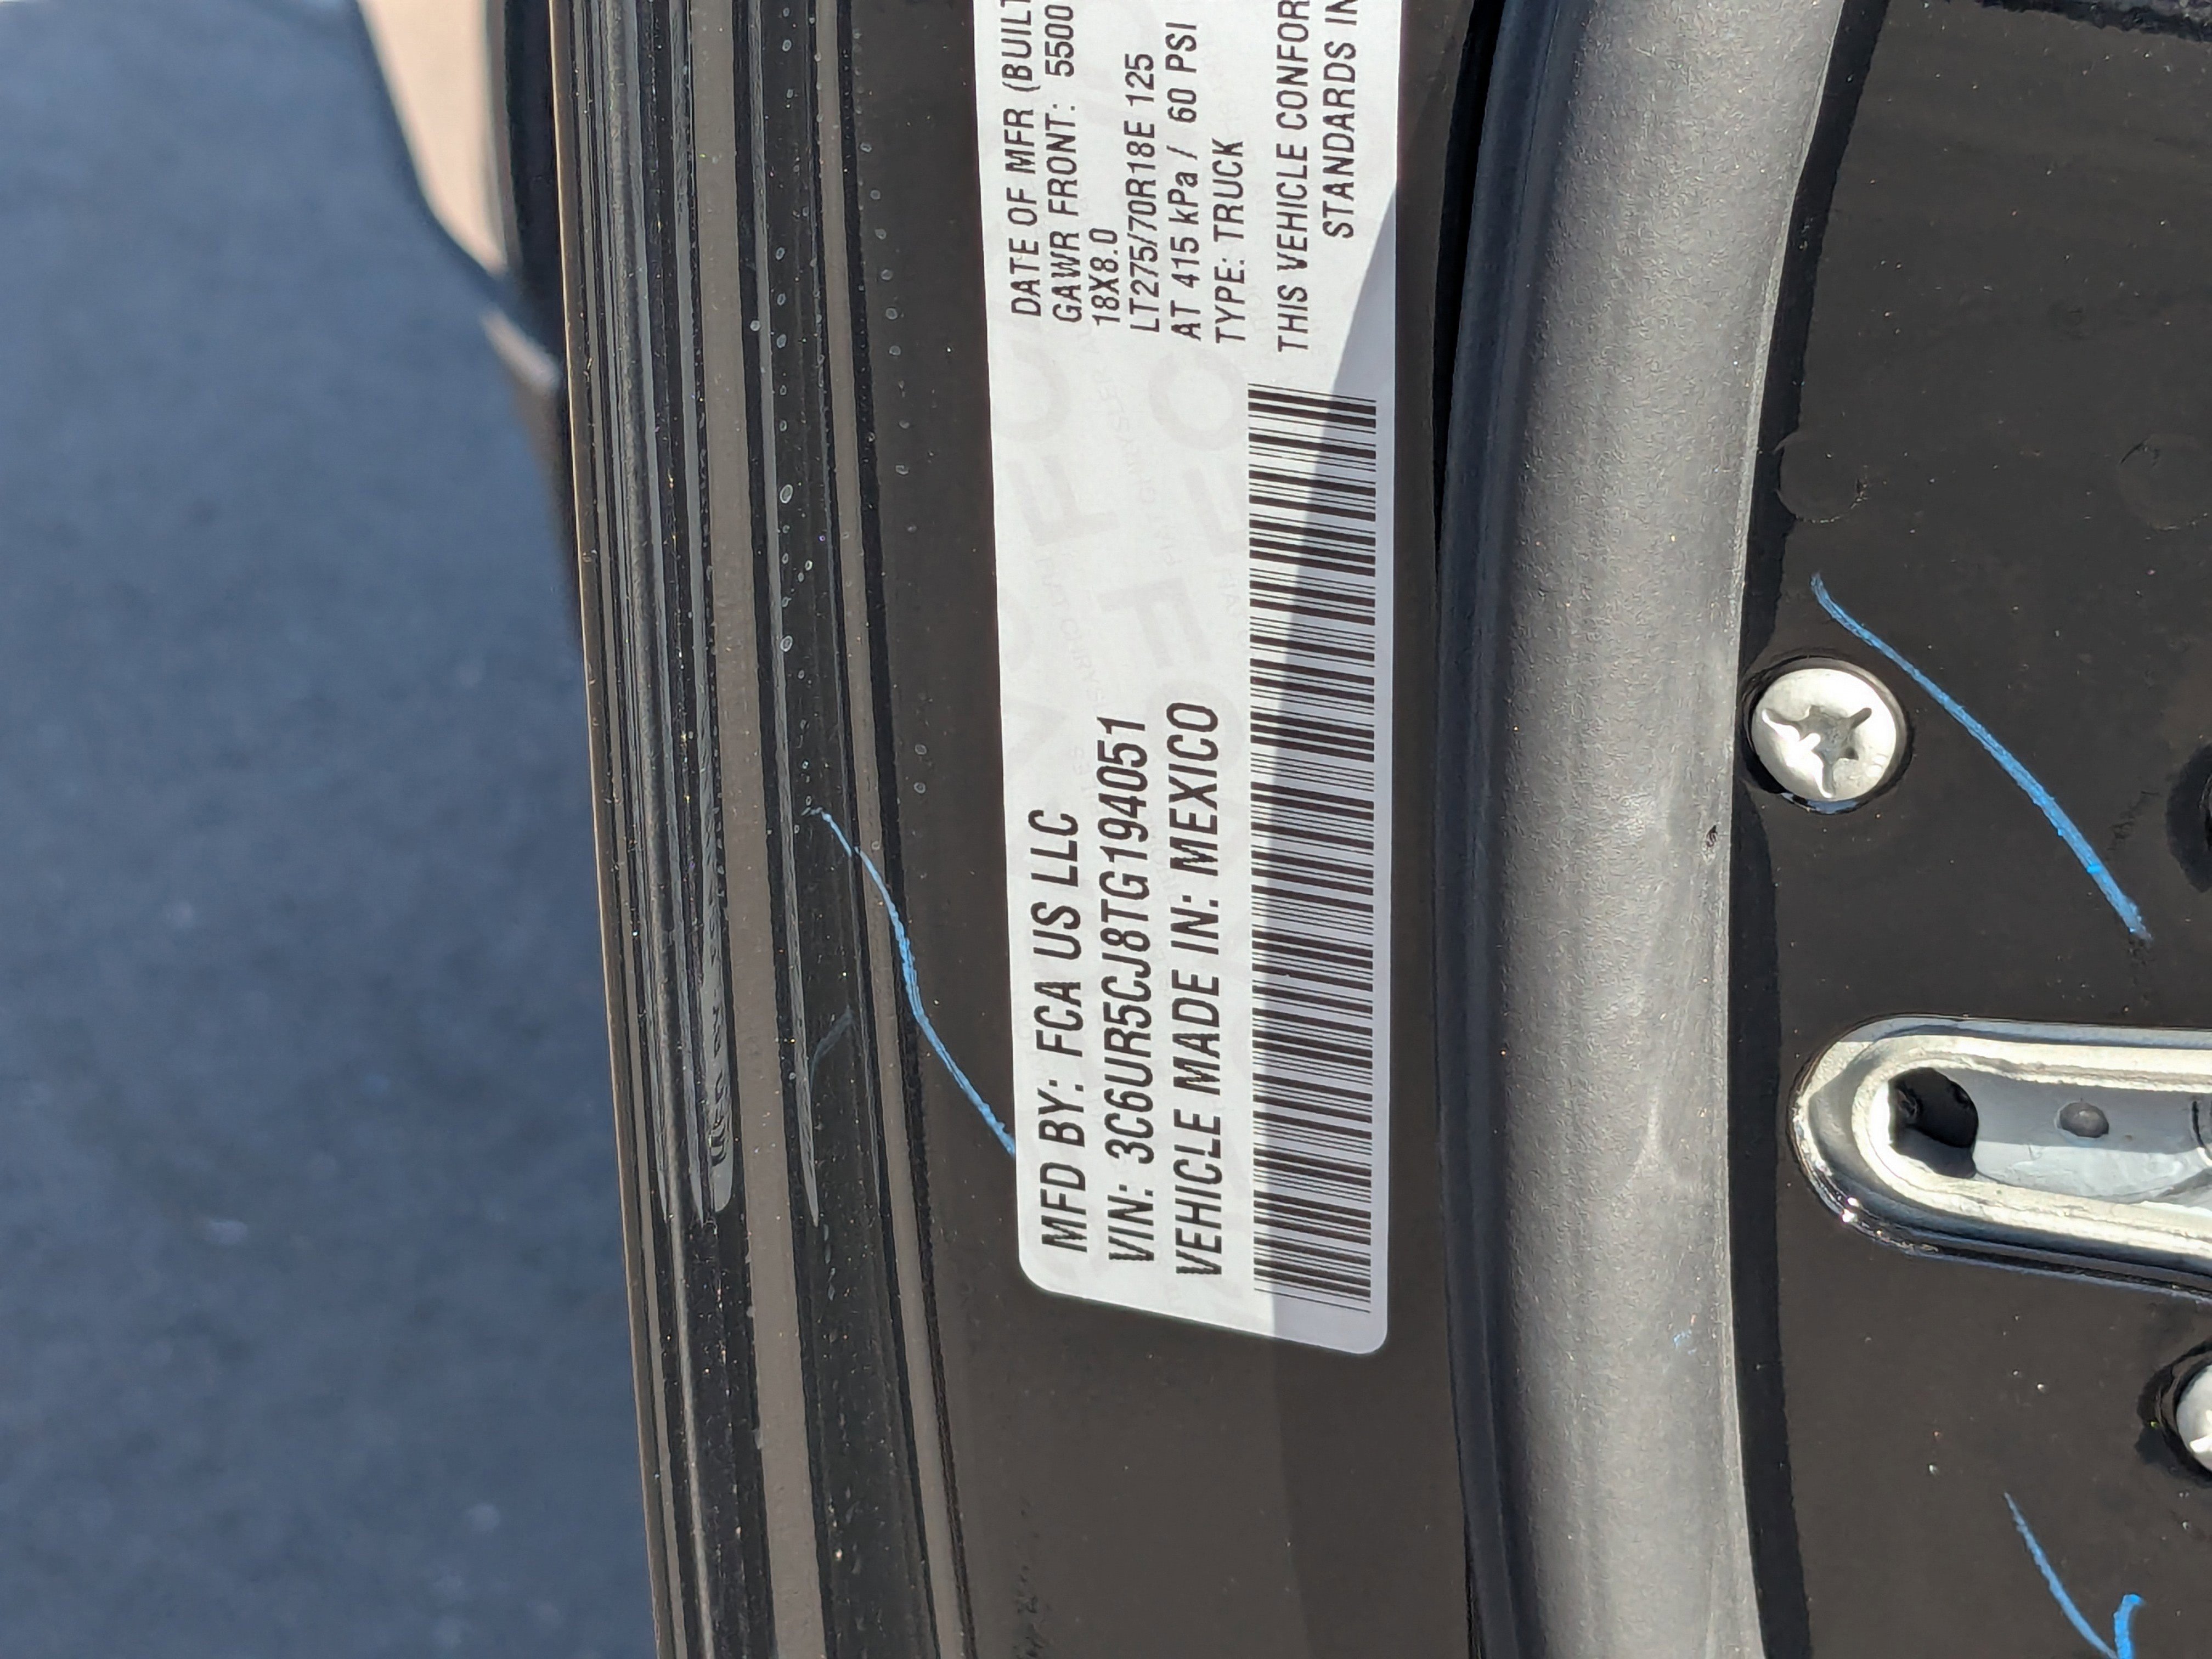 MFD BY: FCA US LLC
VIN: 3C6UR5CJ8TG194051
VEHICLE MADE IN: MEXICO
DATE OF MFR (BUILT
GAWR FRONT: 5500
18X8.0
LT275/70R18E 125
AT 415 kPa / 60 PSI
TYPE: TRUCK
THIS VEHICLE CONFOR
STANDARDS IN